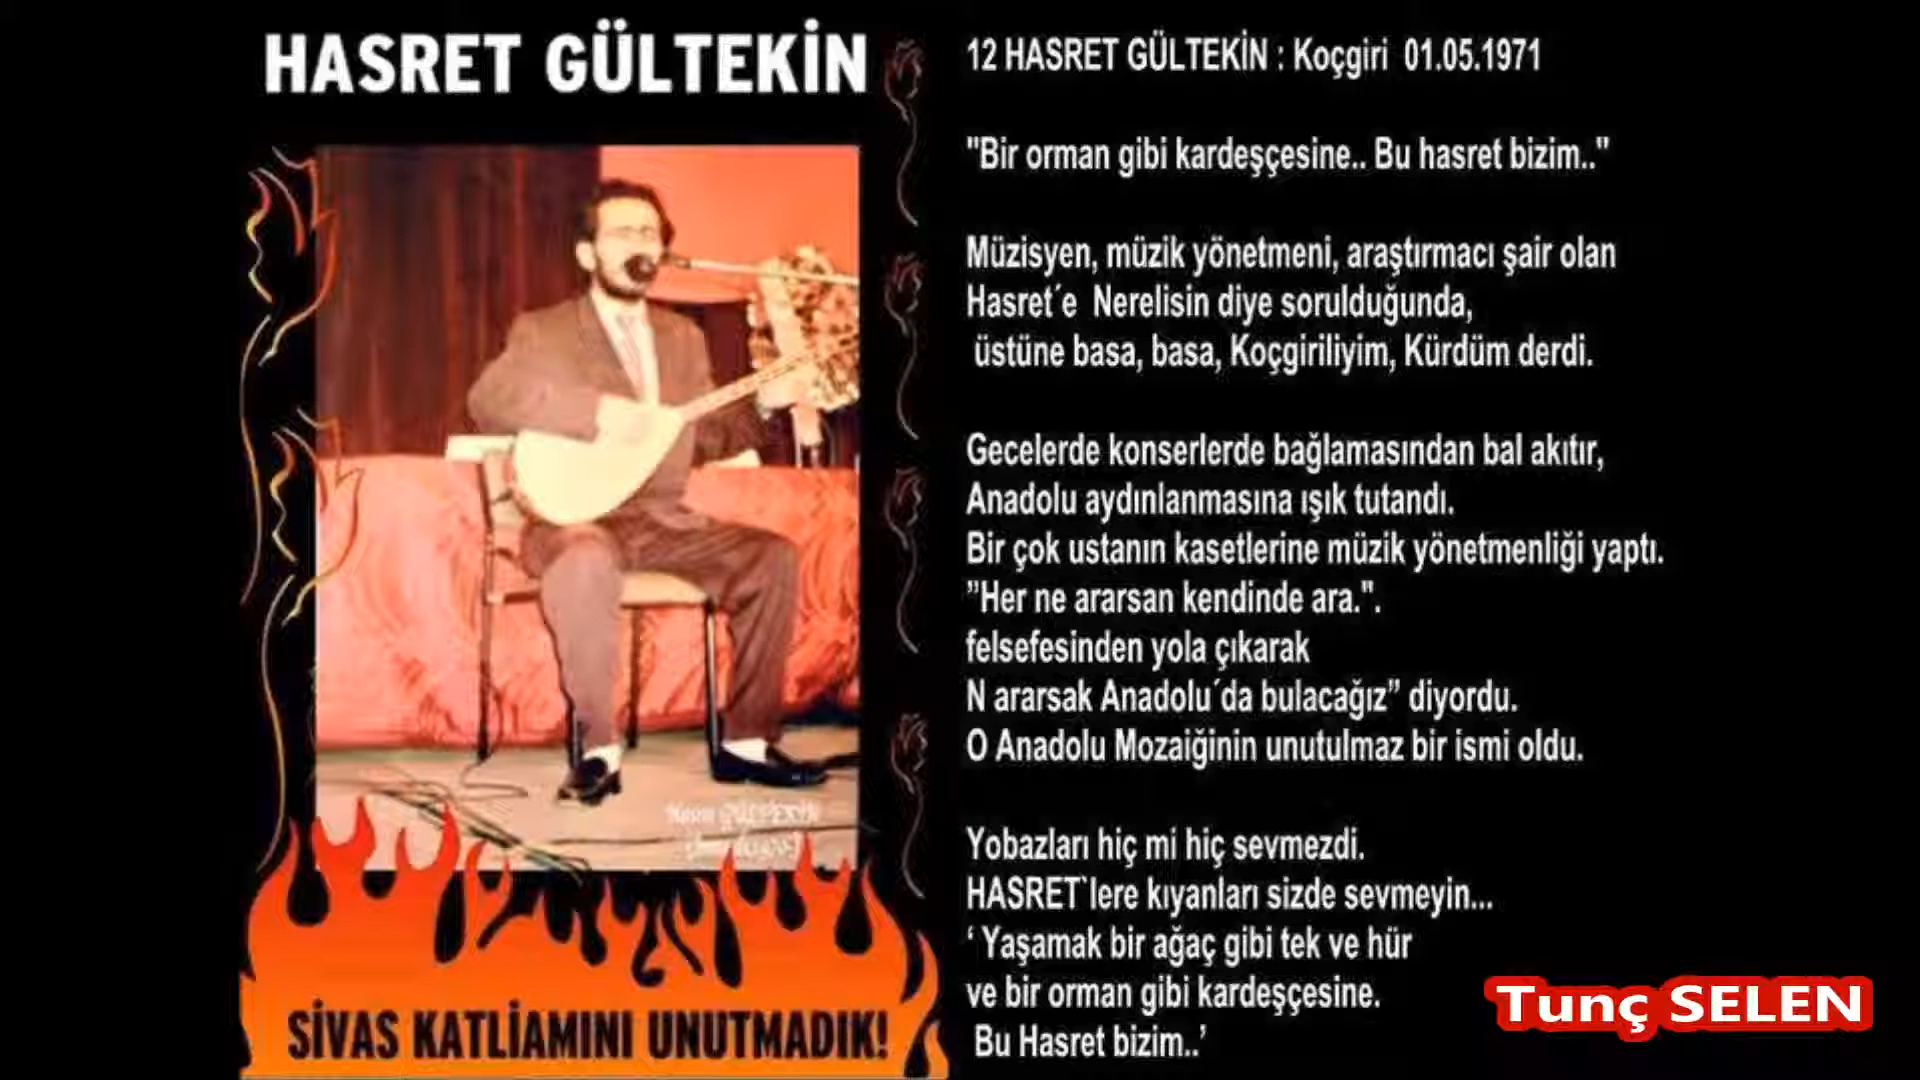 HASRET GÜLTEKİN
SİVAS KATLİAMINI UNUTMADIK!
12 HASRET GÜLTEKİN : Koçgiri 01.05.1971
"Bir orman gibi kardeşçesine.. Bu hasret bizim.."
Müzisyen, müzik yönetmeni, araştırmacı şair olan
Hasret´e Nerelisin diye sorulduğunda,
üstüne basa, basa, Koçgiriliyim, Kürdüm derdi.
Gecelerde konserlerde bağlamasından bal akıtır,
Anadolu aydınlanmasına ışık tutandı.
Bir çok ustanın kasetlerine müzik yönetmenliği yaptı.
”Her ne ararsan kendinde ara.".
felsefesinden yola çıkarak
N ararsak Anadolu´da bulacağız” diyordu.
O Anadolu Mozaiğinin unutulmaz bir ismi oldu.
Yobazları hiç mi hiç sevmezdi.
HASRET`lere kıyanları sizde sevmeyin...
‘ Yaşamak bir ağaç gibi tek ve hür
ve bir orman gibi kardeşçesine.
Bu Hasret bizim..’
Tunç SELEN